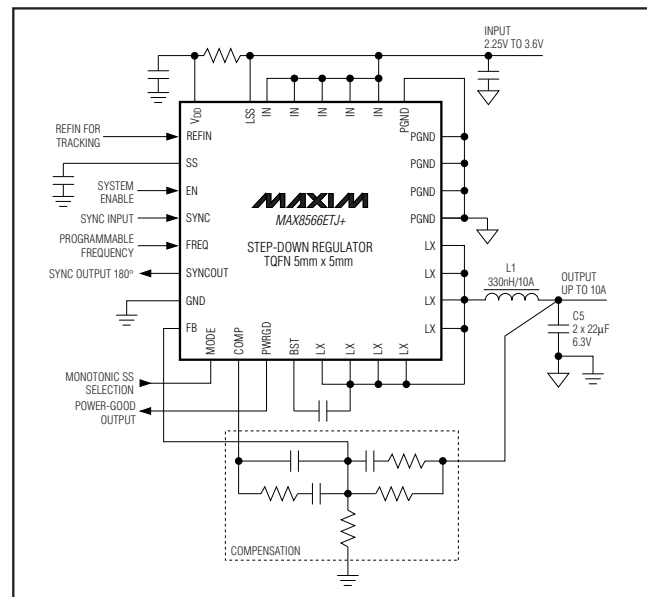 INPUT
2.25V TO 3.6V
VDD
LSS
IN
IN
IN
IN
IN
PGND
REFIN FOR
TRACKING
REFIN
PGND
SS
PGND
SYSTEM
ENABLE
EN
MAXIM
MAX8566ETJ+
PGND
SYNC INPUT
SYNC
PGND
PROGRAMMABLE
FREQUENCY
FREQ
STEP-DOWN REGULATOR
TQFN 5mm x 5mm
LX
SYNC OUTPUT 180°
SYNCOUT
LX
L1
330nH/10A
OUTPUT
UP TO 10A
GND
LX
C5
2 x 22µF
6.3V
FB
LX
MODE
COMP
PWRGD
BST
LX
LX
LX
LX
MONOTONIC SS
SELECTION
POWER-GOOD
OUTPUT
COMPENSATION